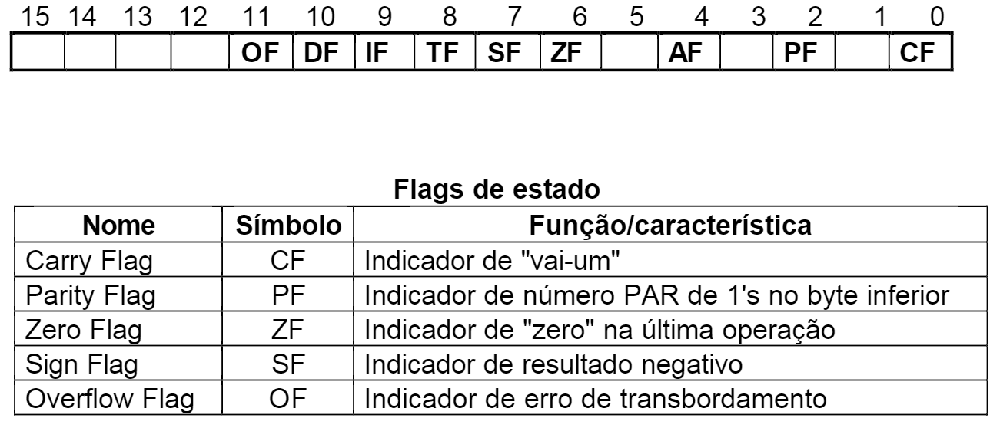 15 14 13 12 11 10 9 8 7 6 5 4 3 2 1 0
OF DF IF TF SF ZF AF PF CF
Flags de estado
Nome Símbolo Função/característica
Carry Flag CF Indicador de "vai-um"
Parity Flag PF Indicador de número PAR de 1's no byte inferior
Zero Flag ZF Indicador de "zero" na última operação
Sign Flag SF Indicador de resultado negativo
Overflow Flag OF Indicador de erro de transbordamento